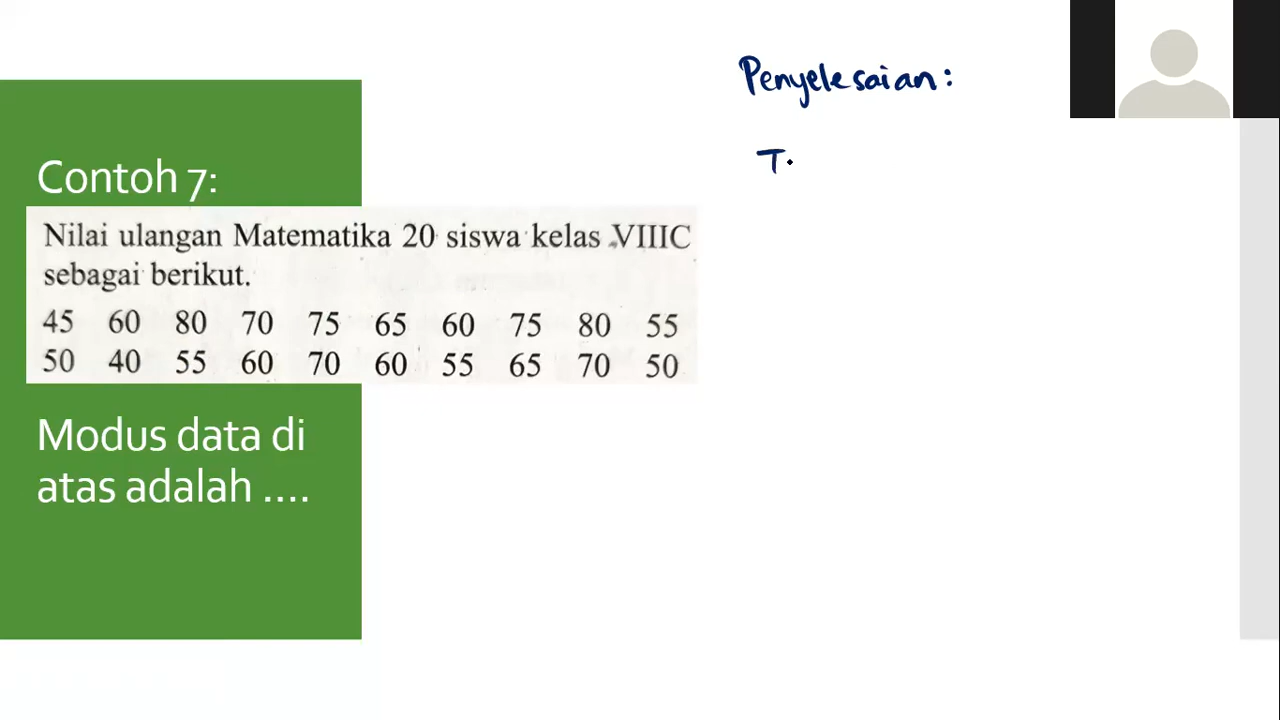 Contoh 7:
Nilai ulangan Matematika 20 siswa kelas VIIIC
sebagai berikut.
45 60 80 70 75 65 60 75 80 55
50 40 55 60 70 60 55 65 70 50
Modus data di
atas adalah ....
Penyelesaian:
T